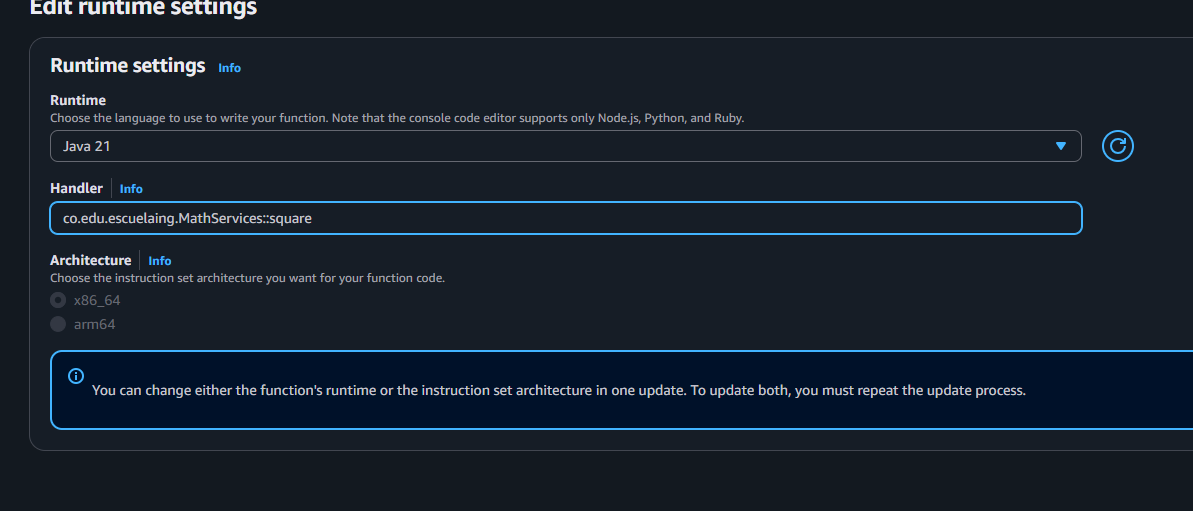 Edit runtime settings
Runtime settings Info
Runtime
Choose the language to use to write your function. Note that the console code editor supports only Node.js, Python, and Ruby.
Java 21
Handler Info
co.edu.escuelaing.MathServices::square
Architecture Info
Choose the instruction set architecture you want for your function code.
x86_64
arm64
You can change either the function's runtime or the instruction set architecture in one update. To update both, you must repeat the update process.